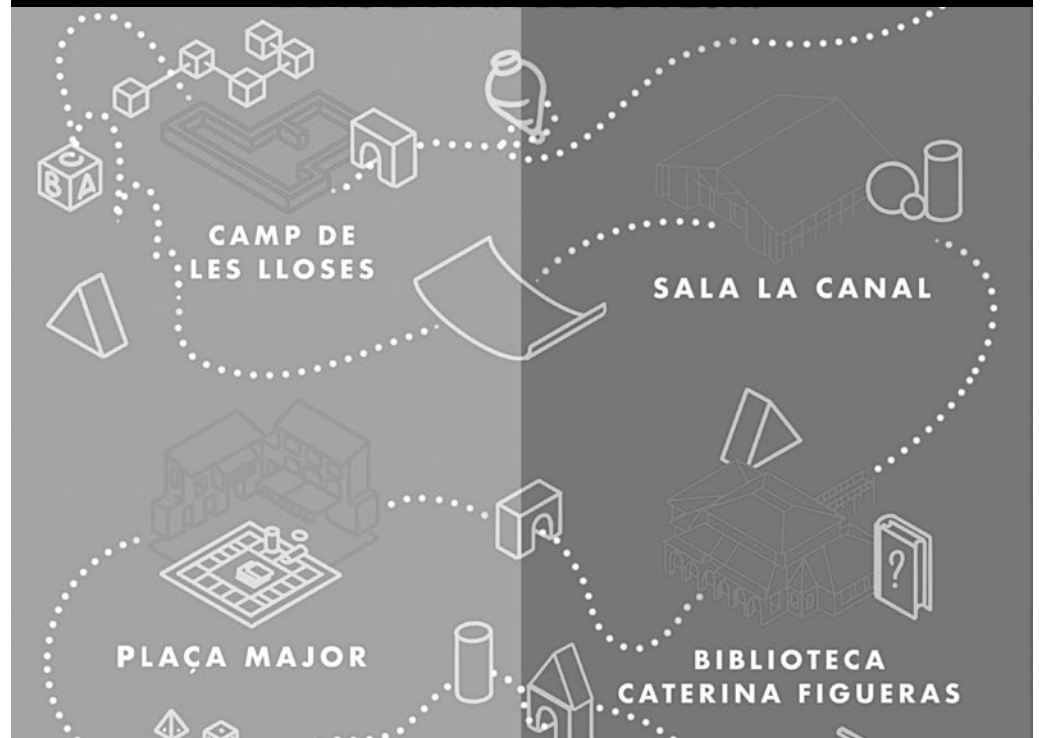 C
B A
CAMP DE
LES LLOSES
SALA LA CANAL
?
PLAÇA MAJOR
BIBLIOTECA
CATERINA FIGUERAS